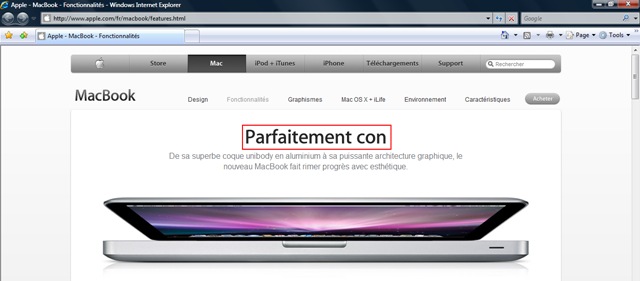 Apple - MacBook - Fonctionnalités - Windows Internet Explorer
http://www.apple.com/fr/macbook/features.html
Google
Apple - MacBook - Fonctionnalités
Page
Tools
Store
Mac
iPod + iTunes
iPhone
Téléchargements
Support
Rechercher
MacBook
Design
Fonctionnalités
Graphismes
Mac OS X + iLife
Environnement
Caractéristiques
Acheter
Parfaitement con
De sa superbe coque unibody en aluminium à sa puissante architecture graphique, le
nouveau MacBook fait rimer progrès avec esthétique.